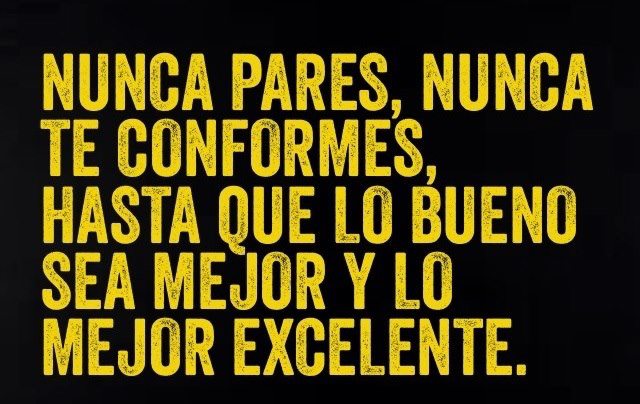 NUNCA PARES, NUNCA
TE CONFORMES,
HASTA QUE LO BUENO
SEA MEJOR Y LO
MEJOR EXCELENTE.